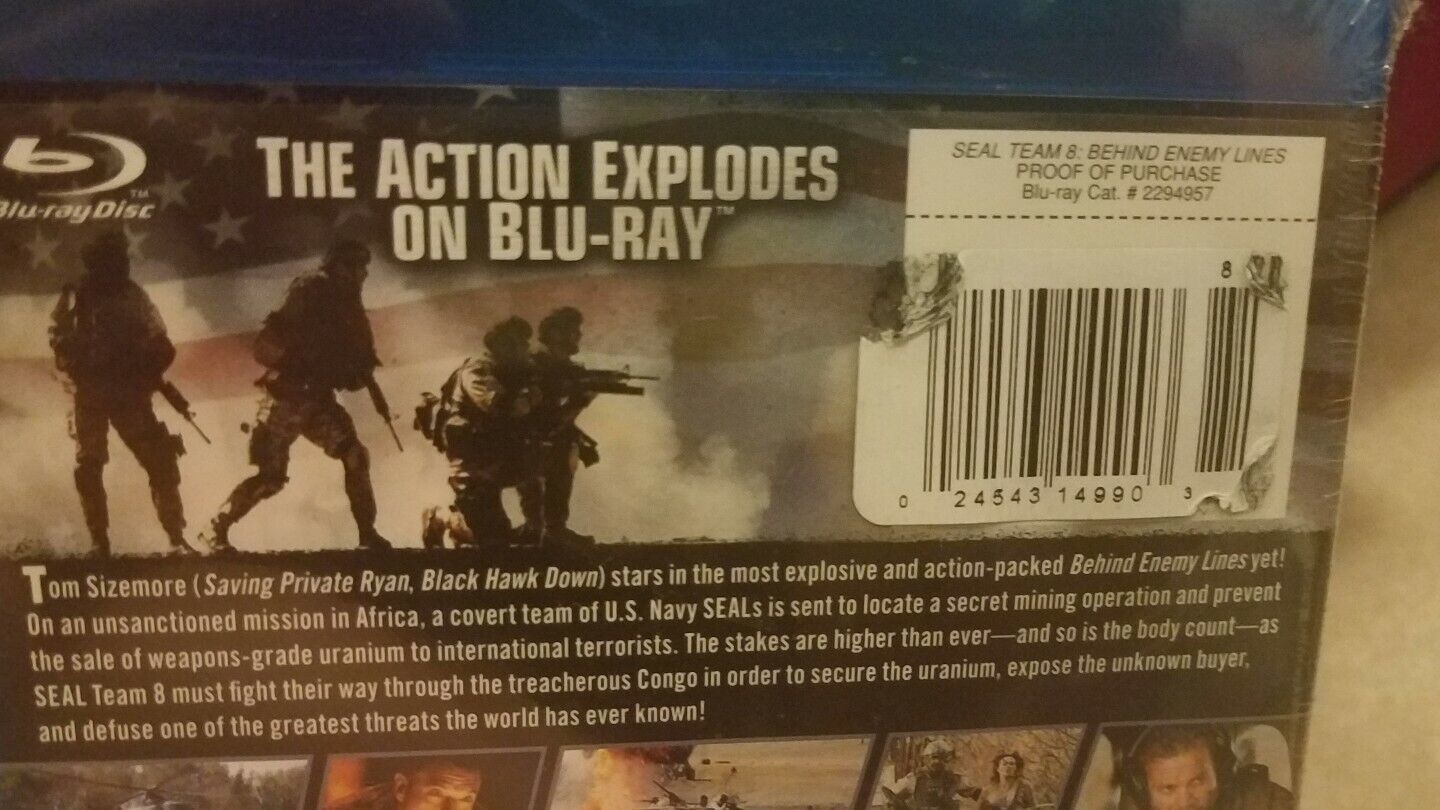 Blu-ray Disc™
THE ACTION EXPLODES
ON BLU-RAY™
SEAL TEAM 8: BEHIND ENEMY LINES
PROOF OF PURCHASE
Blu-ray Cat. # 2294957
8
0 24543 14990 3
Tom Sizemore (Saving Private Ryan, Black Hawk Down) stars in the most explosive and action-packed Behind Enemy Lines yet!
On an unsanctioned mission in Africa, a covert team of U.S. Navy SEALs is sent to locate a secret mining operation and prevent
the sale of weapons-grade uranium to international terrorists. The stakes are higher than ever—and so is the body count—as
SEAL Team 8 must fight their way through the treacherous Congo in order to secure the uranium, expose the unknown buyer,
and defuse one of the greatest threats the world has ever known!